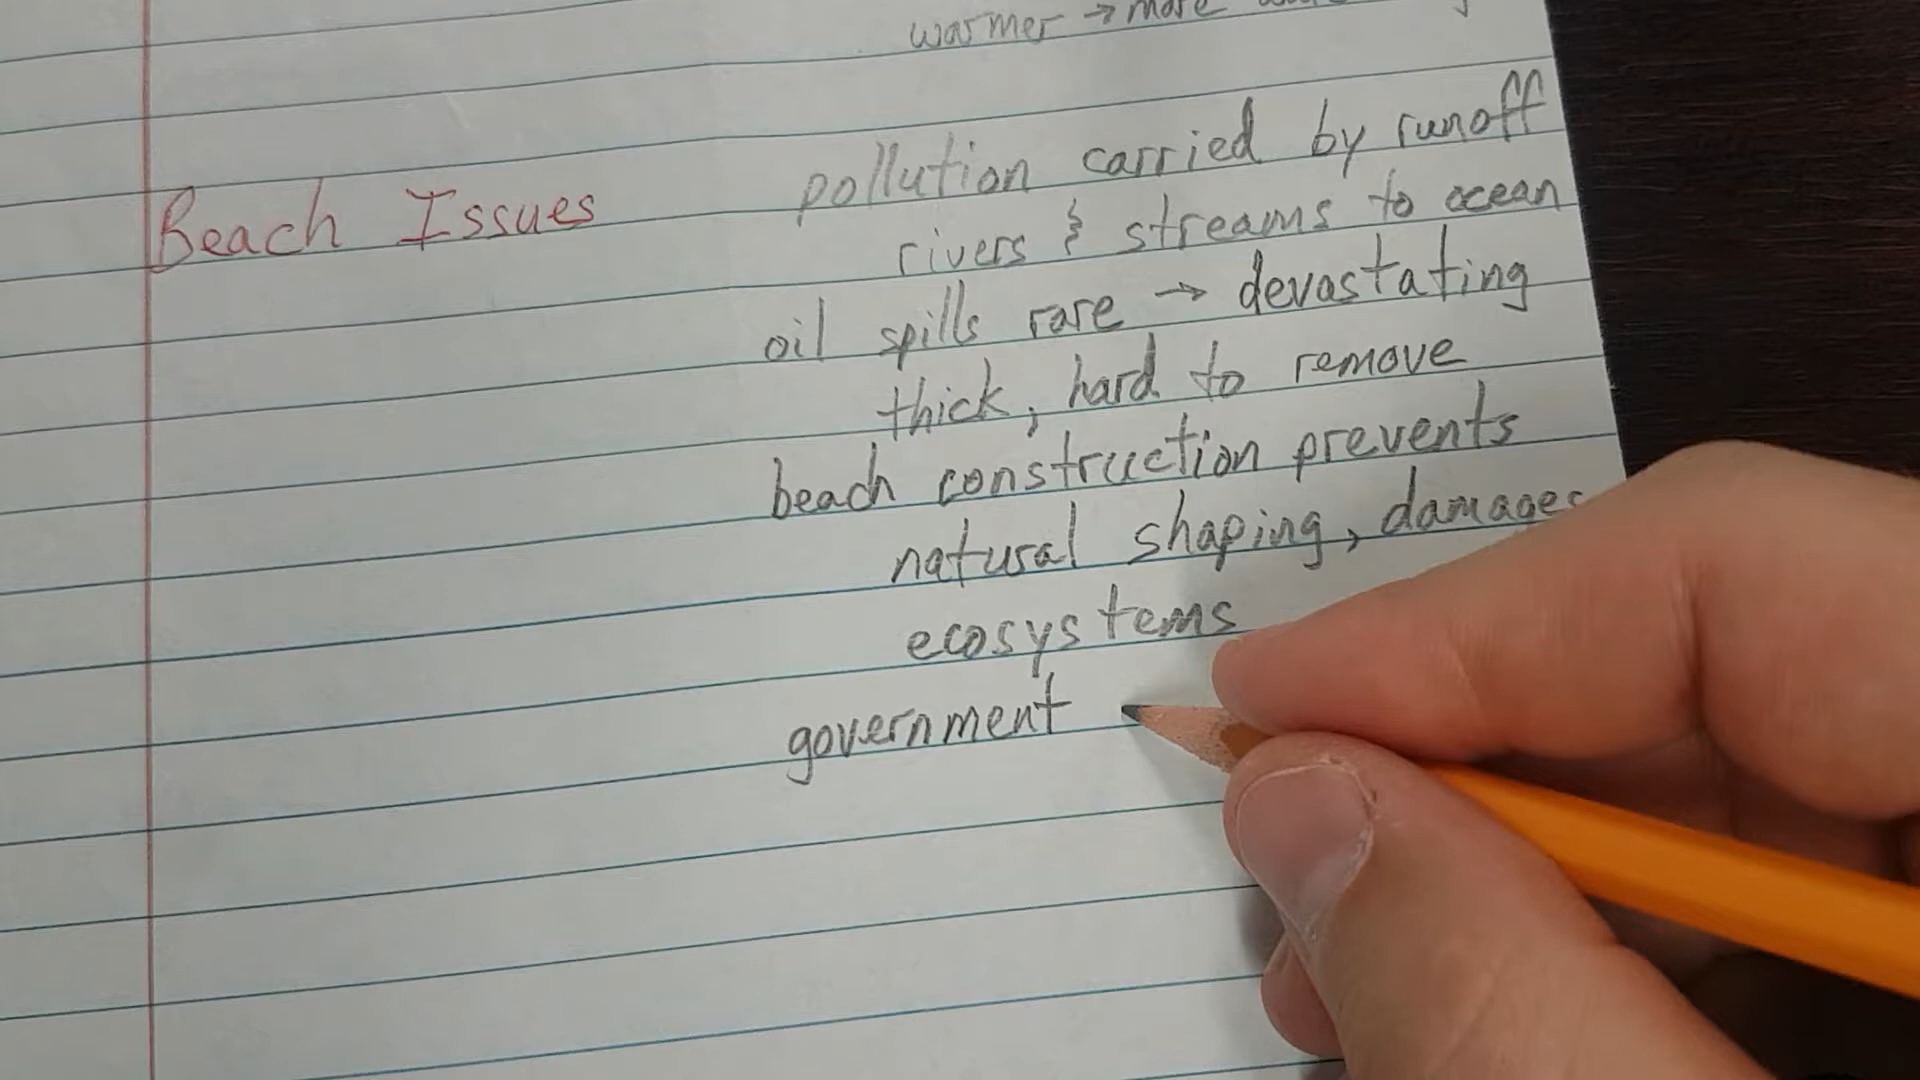 warmer → more
pollution carried by runoff
Beach Issues
rivers & streams to ocean
oil spills rare → devastating
thick, hard to remove
beach construction prevents
natural shaping, damages
ecosystems
government